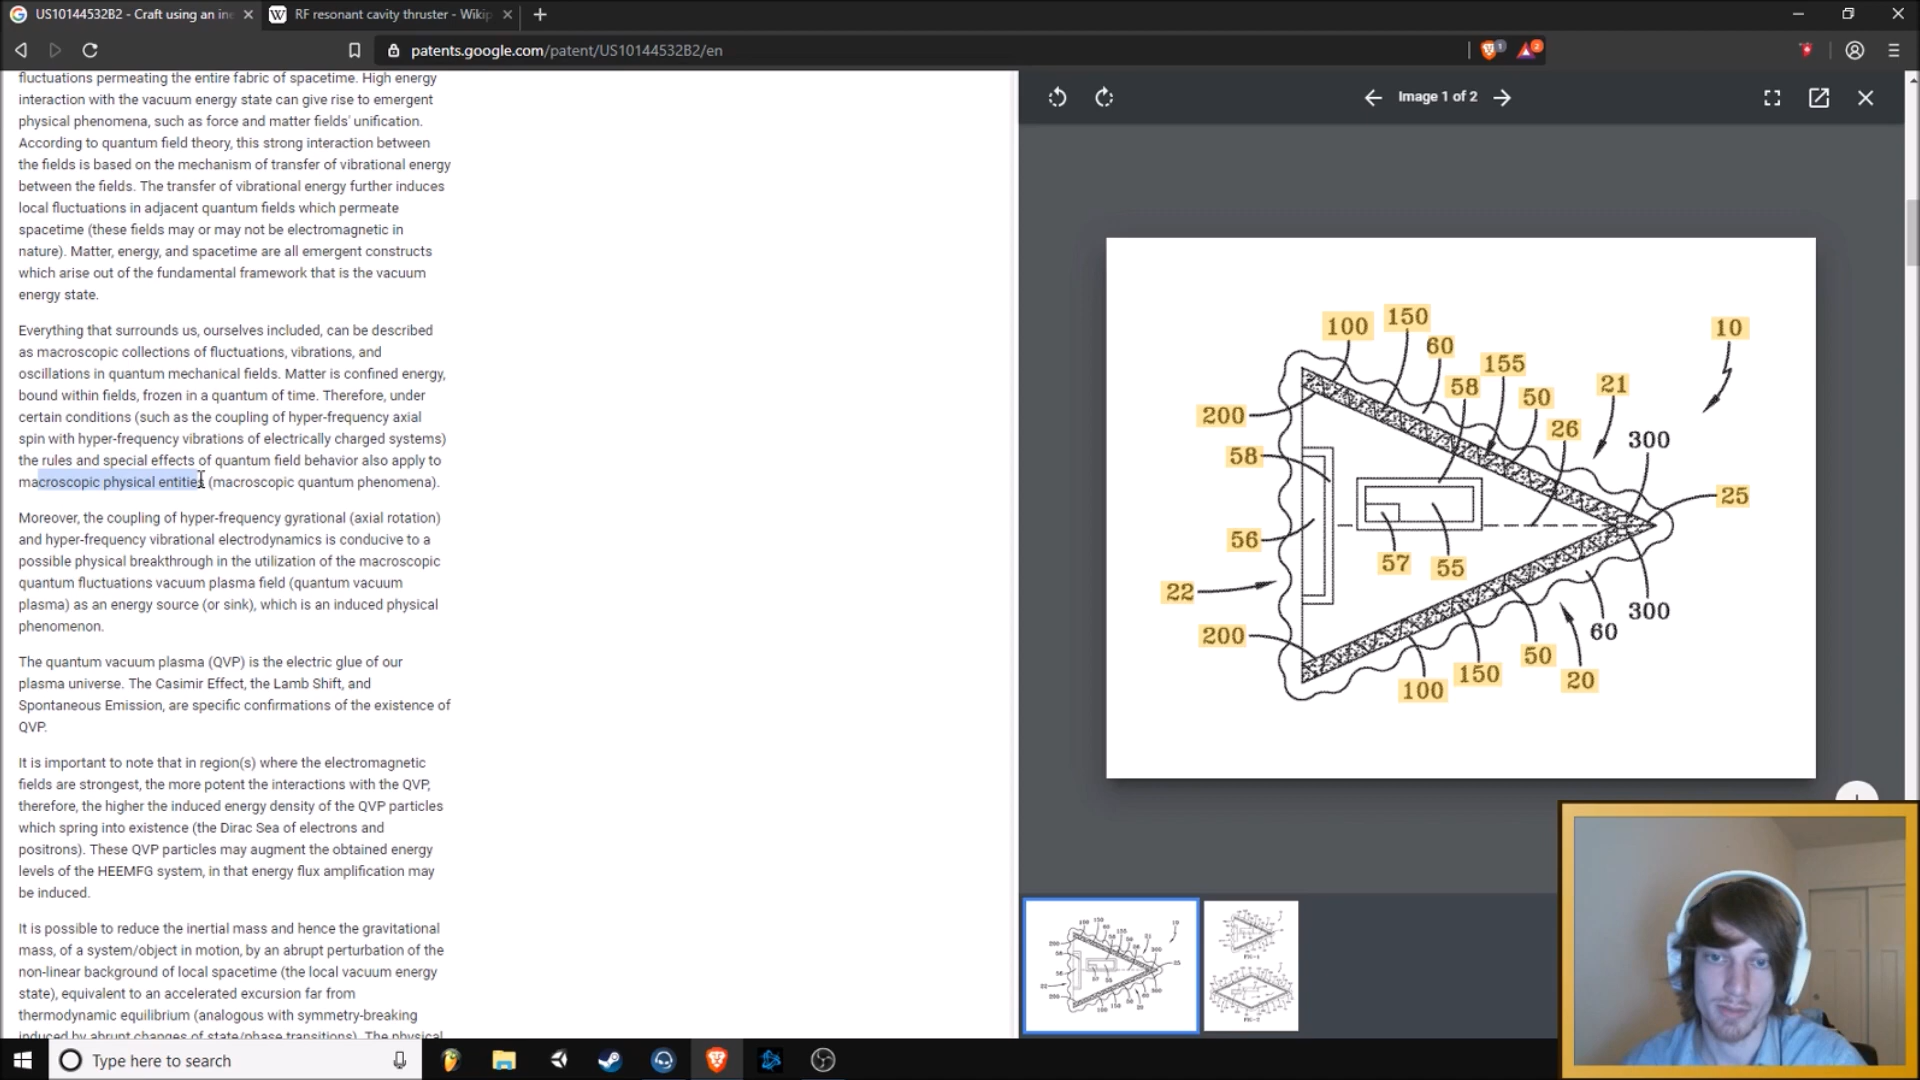 US10144532B2 - Craft using an ine
RF resonant cavity thruster - Wikip
patents.google.com/patent/US10144532B2/en
1
2
fluctuations permeating the entire fabric of spacetime. High energy
interaction with the vacuum energy state can give rise to emergent
physical phenomena, such as force and matter fields' unification.
According to quantum field theory, this strong interaction between
the fields is based on the mechanism of transfer of vibrational energy
between the fields. The transfer of vibrational energy further induces
local fluctuations in adjacent quantum fields which permeate
spacetime (these fields may or may not be electromagnetic in
nature). Matter, energy, and spacetime are all emergent constructs
which arise out of the fundamental framework that is the vacuum
energy state.
Everything that surrounds us, ourselves included, can be described
as macroscopic collections of fluctuations, vibrations, and
oscillations in quantum mechanical fields. Matter is confined energy,
bound within fields, frozen in a quantum of time. Therefore, under
certain conditions (such as the coupling of hyper-frequency axial
spin with hyper-frequency vibrations of electrically charged systems)
the rules and special effects of quantum field behavior also apply to
macroscopic physical entities (macroscopic quantum phenomena).
Moreover, the coupling of hyper-frequency gyrational (axial rotation)
and hyper-frequency vibrational electrodynamics is conducive to a
possible physical breakthrough in the utilization of the macroscopic
quantum fluctuations vacuum plasma field (quantum vacuum
plasma) as an energy source (or sink), which is an induced physical
phenomenon.
The quantum vacuum plasma (QVP) is the electric glue of our
plasma universe. The Casimir Effect, the Lamb Shift, and
Spontaneous Emission, are specific confirmations of the existence of
QVP.
It is important to note that in region(s) where the electromagnetic
fields are strongest, the more potent the interactions with the QVP,
therefore, the higher the induced energy density of the QVP particles
which spring into existence (the Dirac Sea of electrons and
positrons). These QVP particles may augment the obtained energy
levels of the HEEMFG system, in that energy flux amplification may
be induced.
It is possible to reduce the inertial mass and hence the gravitational
mass, of a system/object in motion, by an abrupt perturbation of the
non-linear background of local spacetime (the local vacuum energy
state), equivalent to an accelerated excursion far from
thermodynamic equilibrium (analogous with symmetry-breaking
induced by abrupt changes of state/phase transitions). The physical
Image 1 of 2
100 150 60 155 10
58 50 21
200 26 300
58 25
56 57 55
22 300
200 60
100 150 50 20
FIG-1
FIG-2
Type here to search